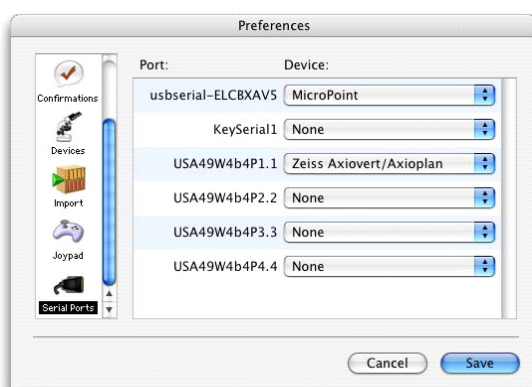 Preferences
Confirmations
Devices
Import
Joypad
Serial Ports
Port: Device:
usbserial-ELCBXAV5 MicroPoint
KeySerial1 None
USA49W4b4P1.1 Zeiss Axiovert/Axioplan
USA49W4b4P2.2 None
USA49W4b4P3.3 None
USA49W4b4P4.4 None
Cancel Save